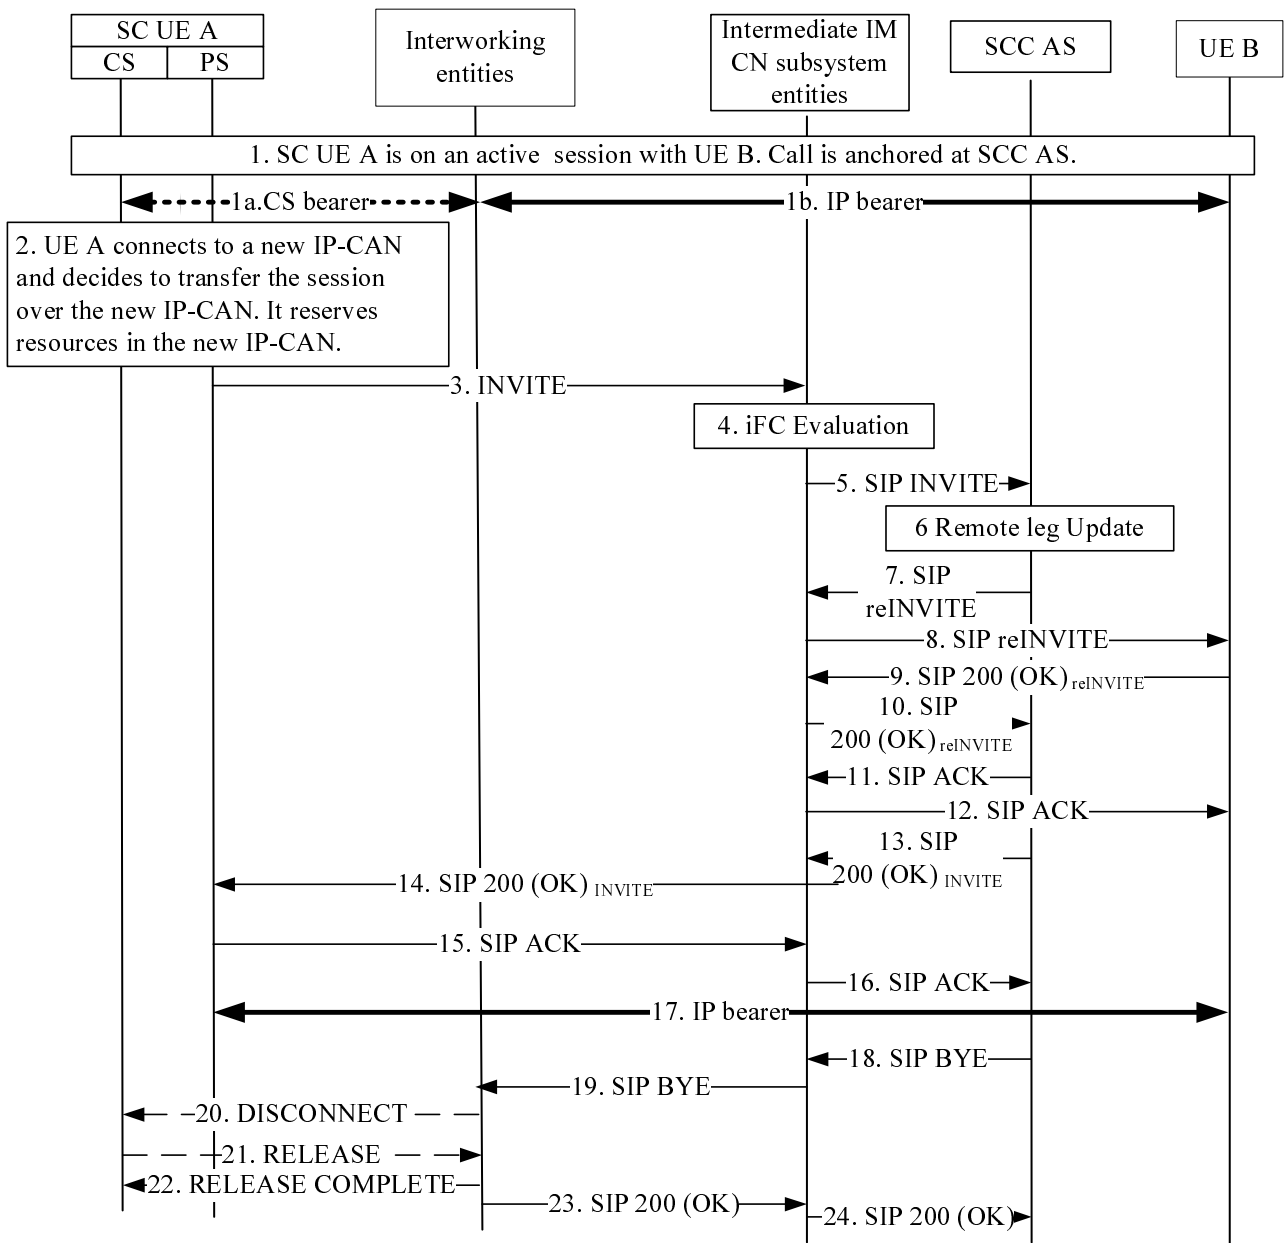 SC UE A
CS
PS
Interworking
entities
Intermediate IM
CN subsystem
entities
SCC AS
UE B
1. SC UE A is on an active session with UE B. Call is anchored at SCC AS.
1a.CS bearer
1b. IP bearer
2. UE A connects to a new IP-CAN
and decides to transfer the session
over the new IP-CAN. It reserves
resources in the new IP-CAN.
3. INVITE
4. iFC Evaluation
5. SIP INVITE
6 Remote leg Update
7. SIP
reINVITE
8. SIP reINVITE
9. SIP 200 (OK) reINVITE
10. SIP
200 (OK) reINVITE
11. SIP ACK
12. SIP ACK
13. SIP
200 (OK) INVITE
14. SIP 200 (OK) INVITE
15. SIP ACK
16. SIP ACK
17. IP bearer
18. SIP BYE
19. SIP BYE
20. DISCONNECT
21. RELEASE
22. RELEASE COMPLETE
23. SIP 200 (OK)
24. SIP 200 (OK)